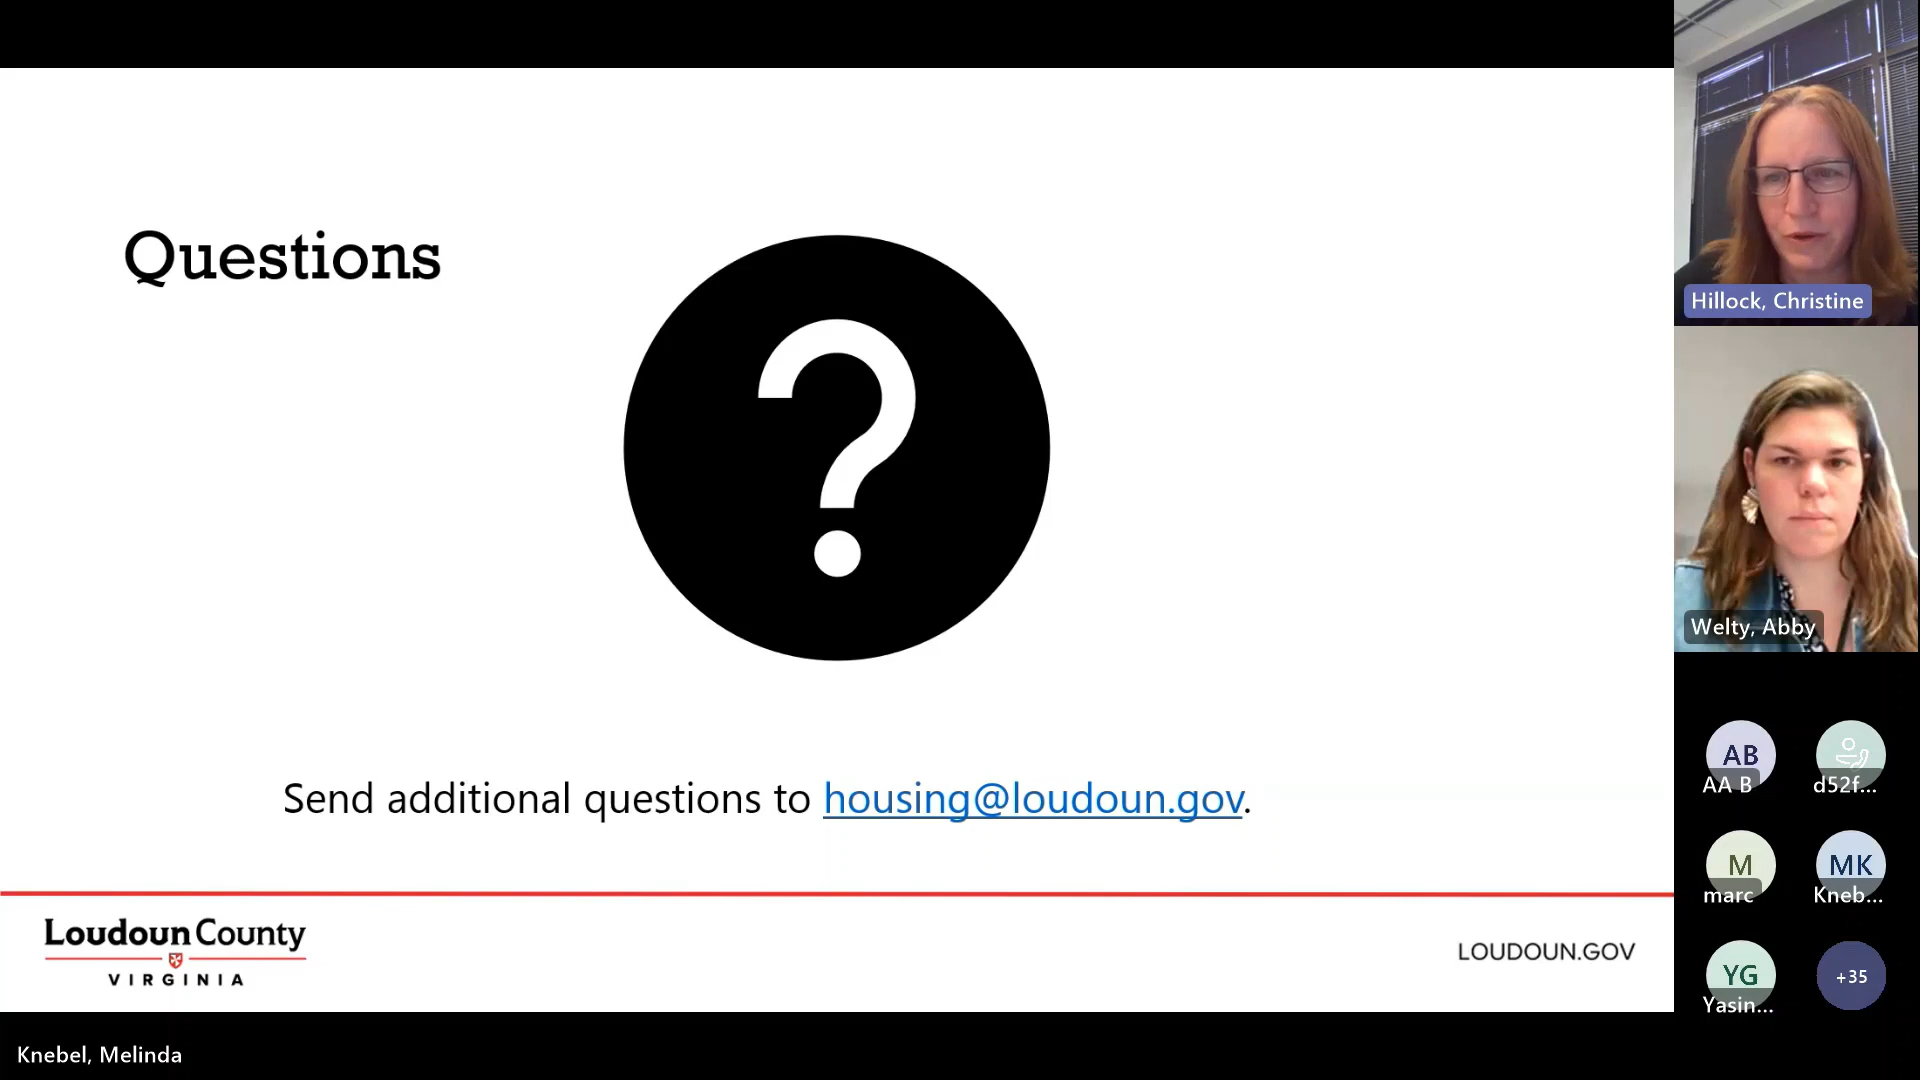 Questions
?
Send additional questions to housing@loudoun.gov.
Loudoun County
VIRGINIA
LOUDOUN.GOV
Knebel, Melinda
Hillock, Christine
Welty, Abby
AB
AA B
d52f...
M
marc
MK
Kneb...
YG
Yasin...
+35